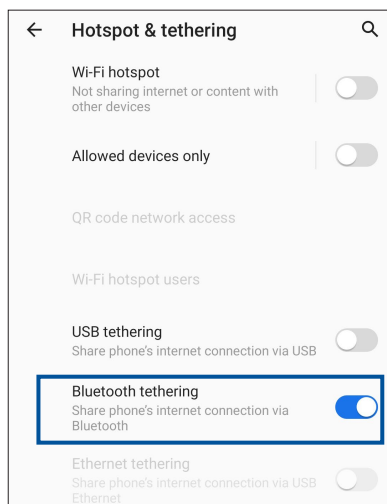 Hotspot & tethering
Wi-Fi hotspot
Not sharing internet or content with
other devices
Allowed devices only
QR code network access
Wi-Fi hotspot users
USB tethering
Share phone's internet connection via USB
Bluetooth tethering
Share phone's internet connection via
Bluetooth
Ethernet tethering
Share phone's internet connection via USB
Ethernet